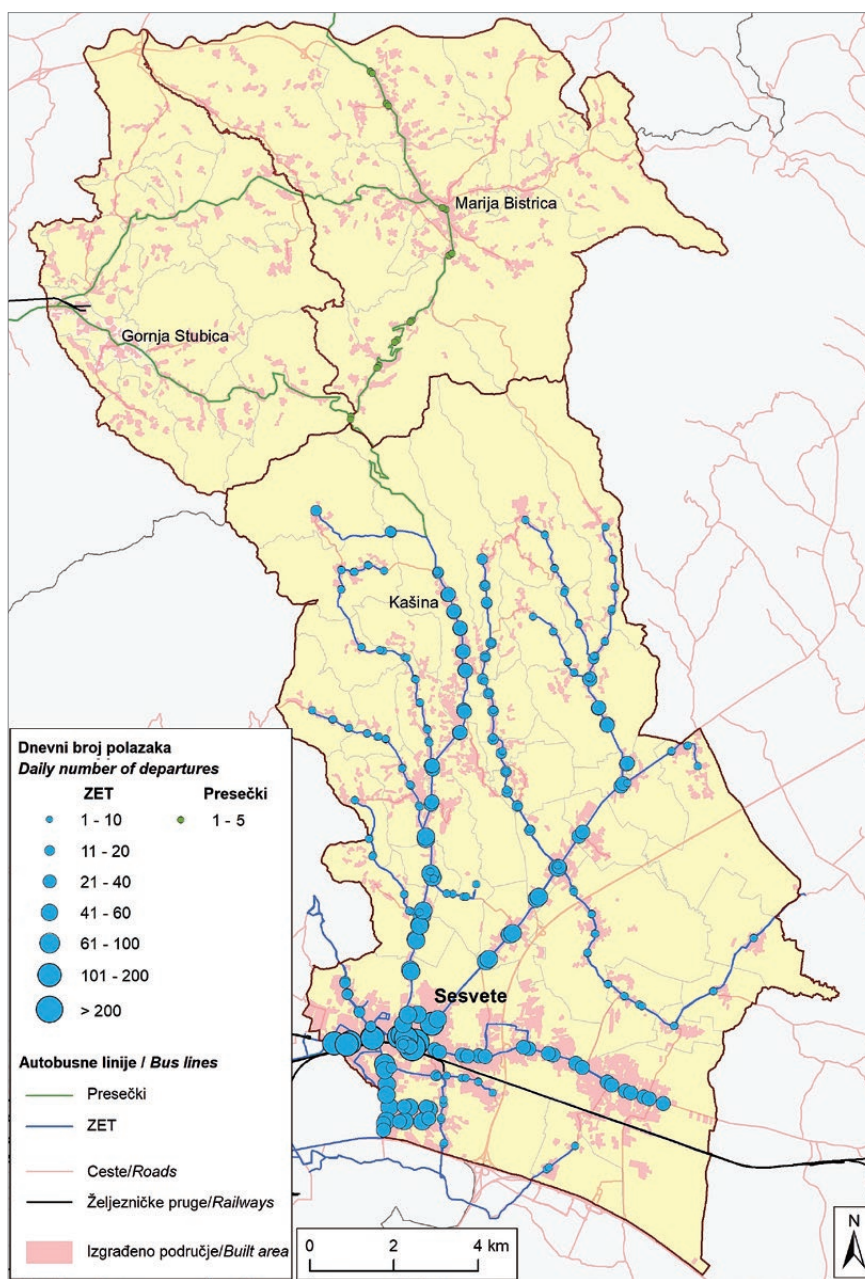 Marija Bistrica
Gornja Stubica
Kašina
Sesvete
Dnevni broj polazaka
Daily number of departures
ZET
Presečki
1 - 10
1 - 5
11 - 20
21 - 40
41 - 60
61 - 100
101 - 200
> 200
Autobusne linije / Bus lines
Presečki
ZET
Ceste/Roads
Željezničke pruge/Railways
Izgrađeno područje/Built area
0 2 4 km
N